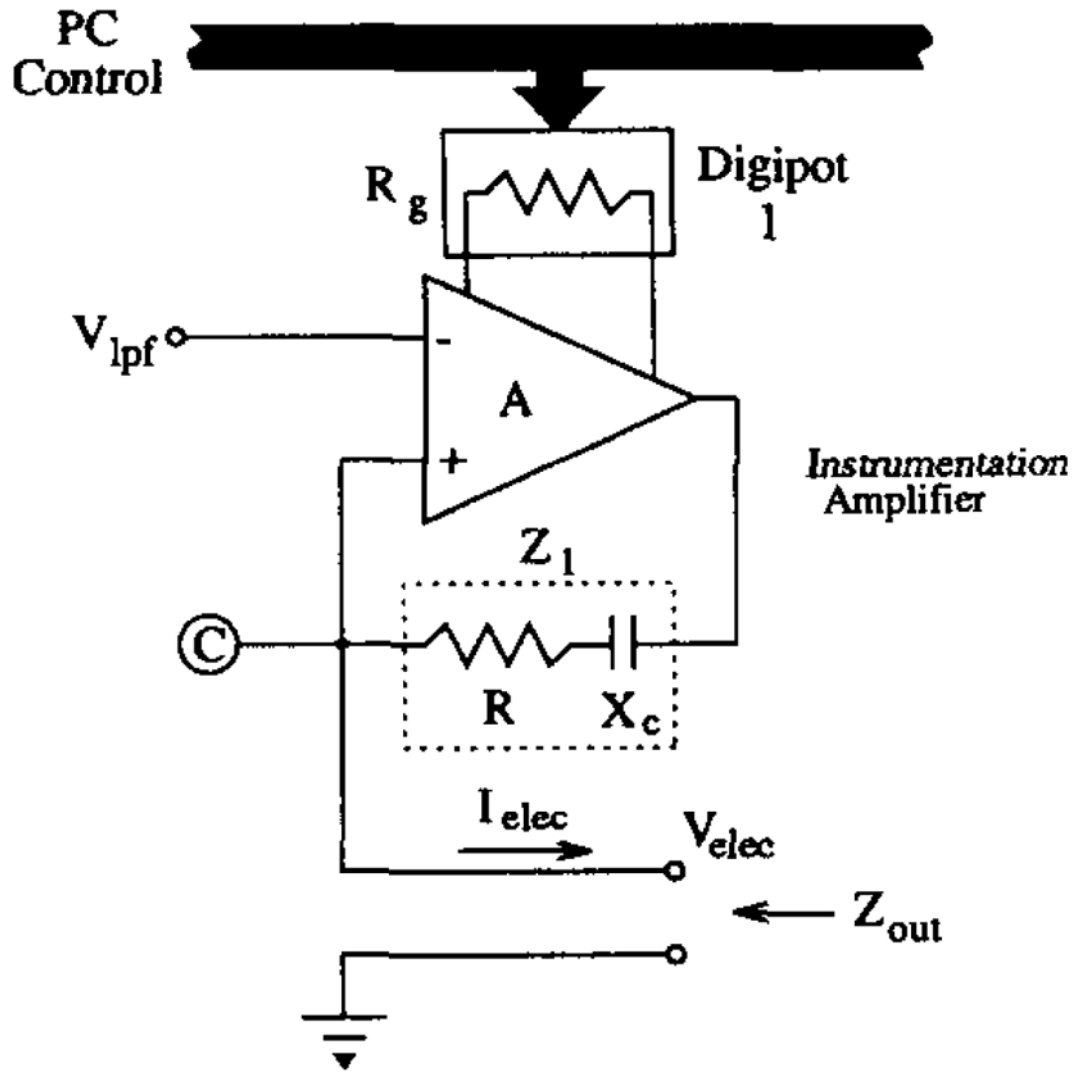 PC
Control
R g
Digipot
1
V lpf
-
A
+
Instrumentation
Amplifier
Z 1
C
R
X c
I elec
V elec
Z out